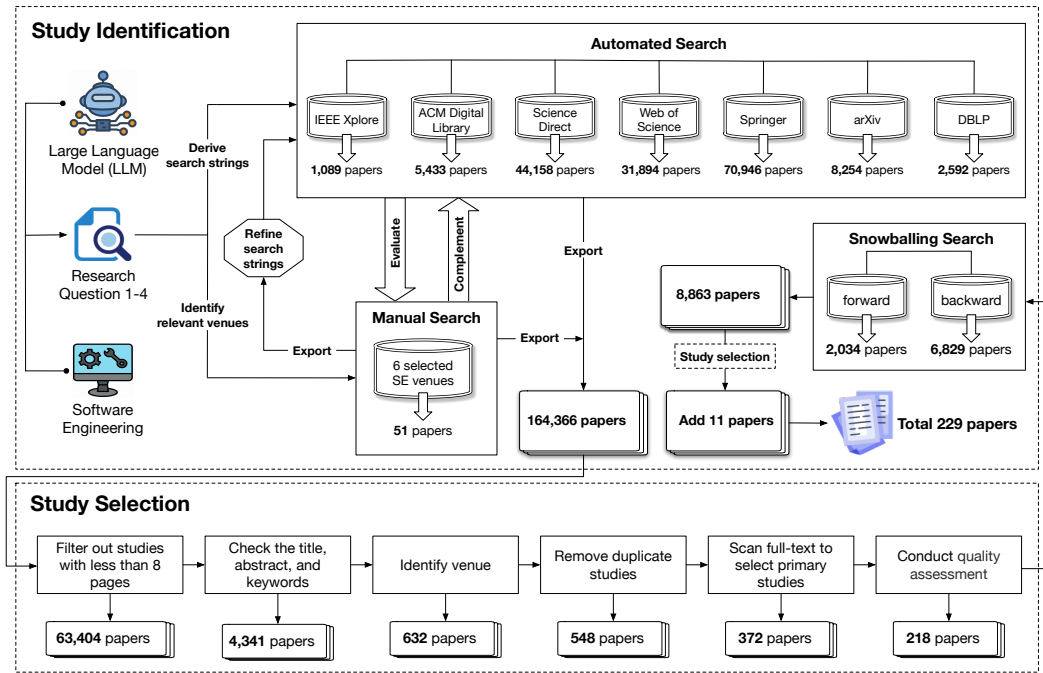 Study Identification
Large Language
Model (LLM)
Research
Question 1-4
Software
Engineering
Derive
search strings
Identify
relevant venues
Refine
search
strings
Automated Search
IEEE Xplore
1,089 papers
ACM Digital
Library
5,433 papers
Science
Direct
44,158 papers
Web of
Science
31,894 papers
Springer
70,946 papers
arXiv
8,254 papers
DBLP
2,592 papers
Evaluate
Complement
Export
Manual Search
6 selected
SE venues
51 papers
Export
Export
164,366 papers
Snowballing Search
forward
2,034 papers
backward
6,829 papers
8,863 papers
Study selection
Add 11 papers
Total 229 papers
Study Selection
Filter out studies
with less than 8
pages
63,404 papers
Check the title,
abstract, and
keywords
4,341 papers
Identify venue
632 papers
Remove duplicate
studies
548 papers
Scan full-text to
select primary
studies
372 papers
Conduct quality
assessment
218 papers